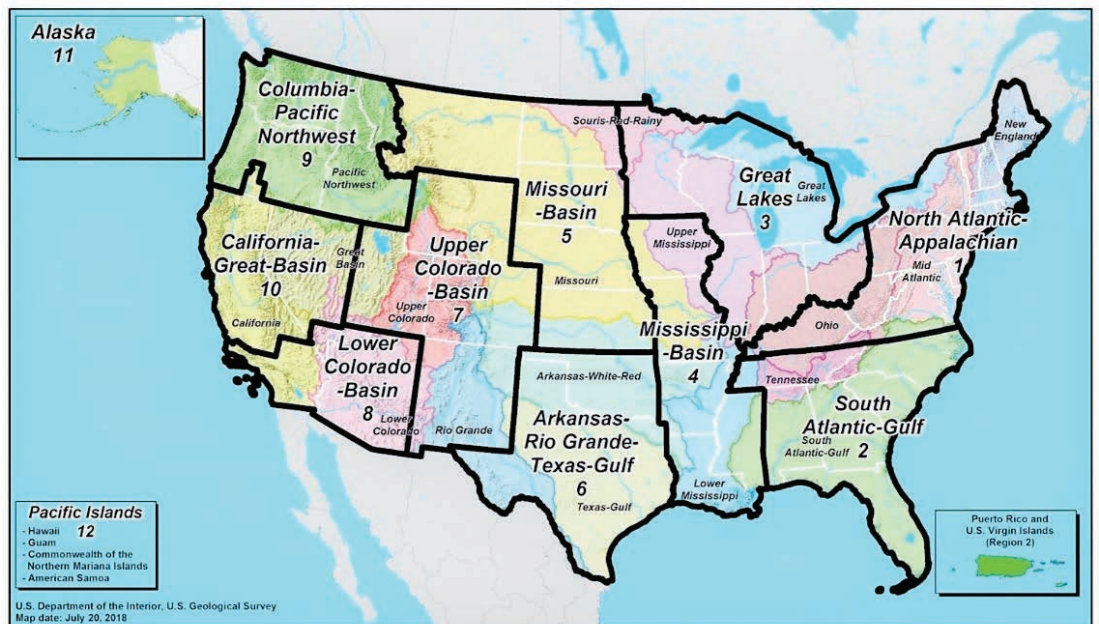 Alaska
11
Columbia-
Pacific
Northwest
9
Pacific
Northwest
Souris-Red-Rainy
New
England
Missouri
-Basin
5
Great
Lakes
3
Great
Lakes
North Atlantic-
Appalachian
1
Mid
Atlantic
California-
Great-Basin
10
Great
Basin
California
Upper
Colorado
-Basin
7
Upper
Colorado
Missouri
Upper
Mississippi
Ohio
Mississippi
-Basin
4
Lower
Colorado
-Basin
8
Lower
Colorado
Rio Grande
Arkansas-White-Red
Arkansas-
Rio Grande-
Texas-Gulf
6
Texas-Gulf
Tennessee
South
Atlantic-Gulf
2
South
Atlantic-Gulf
Lower
Mississippi
Pacific Islands
12
- Hawaii
- Guam
- Commonwealth of the
Northern Mariana Islands
- American Samoa
Puerto Rico and
U.S. Virgin Islands
(Region 2)
U.S. Department of the Interior, U.S. Geological Survey
Map date: July 20, 2018